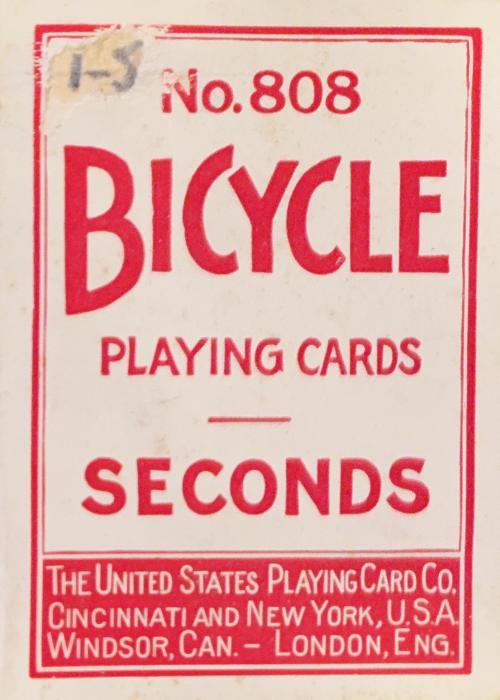 1-5
No. 808
BICYCLE
PLAYING CARDS
SECONDS
THE UNITED STATES PLAYING CARD CO.
CINCINNATI AND NEW YORK, U.S.A.
WINDSOR, CAN. – LONDON, ENG.